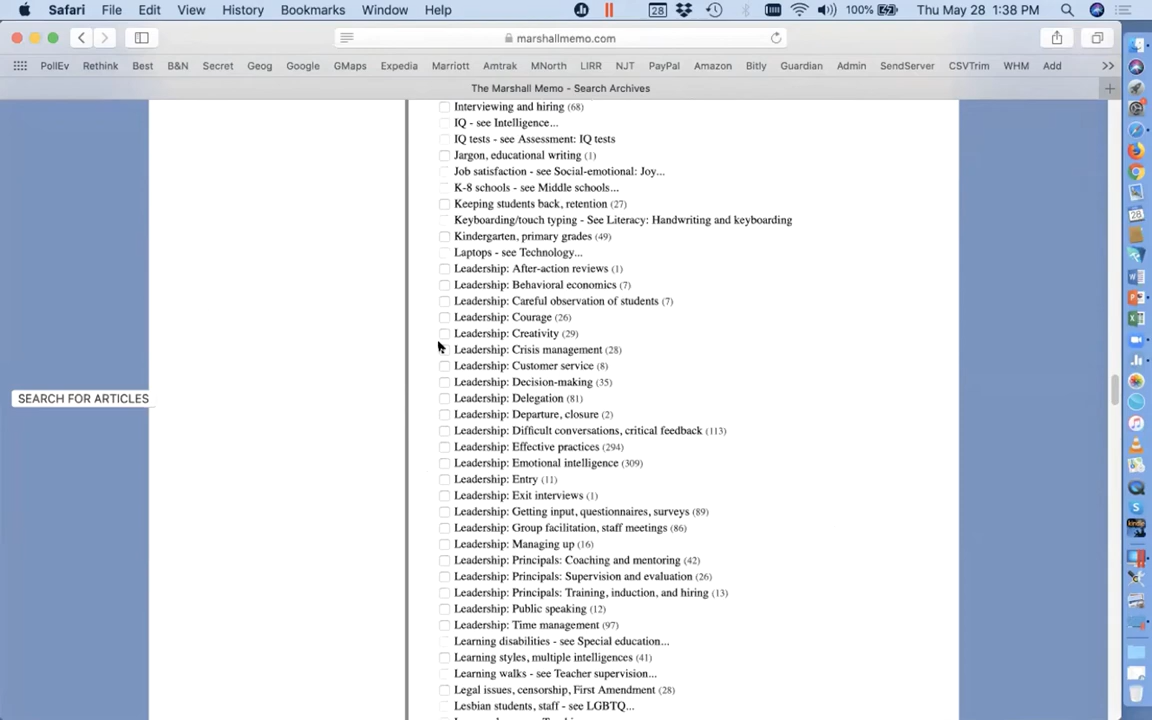 Safari File Edit View History Bookmarks Window Help 28 100% Thu May 28 1:38 PM
marshallmemo.com
PollEv Rethink Best B&N Secret Geog Google GMaps Expedia Marriott Amtrak MNorth LIRR NJT PayPal Amazon Bitly Guardian Admin SendServer CSVTrim WHM Add >>
The Marshall Memo - Search Archives
Interviewing and hiring (68)
IQ - see Intelligence...
IQ tests - see Assessment: IQ tests
Jargon, educational writing (1)
Job satisfaction - see Social-emotional: Joy...
K-8 schools - see Middle schools...
Keeping students back, retention (27)
Keyboarding/touch typing - See Literacy: Handwriting and keyboarding
Kindergarten, primary grades (49)
Laptops - see Technology...
Leadership: After-action reviews (1)
Leadership: Behavioral economics (7)
Leadership: Careful observation of students (7)
Leadership: Courage (26)
Leadership: Creativity (29)
Leadership: Crisis management (28)
Leadership: Customer service (8)
Leadership: Decision-making (35)
Leadership: Delegation (81)
SEARCH FOR ARTICLES
Leadership: Departure, closure (2)
Leadership: Difficult conversations, critical feedback (113)
Leadership: Effective practices (294)
Leadership: Emotional intelligence (309)
Leadership: Entry (11)
Leadership: Exit interviews (1)
Leadership: Getting input, questionnaires, surveys (89)
Leadership: Group facilitation, staff meetings (86)
Leadership: Managing up (16)
Leadership: Principals: Coaching and mentoring (42)
Leadership: Principals: Supervision and evaluation (26)
Leadership: Principals: Training, induction, and hiring (13)
Leadership: Public speaking (12)
Leadership: Time management (97)
Learning disabilities - see Special education...
Learning styles, multiple intelligences (41)
Learning walks - see Teacher supervision...
Legal issues, censorship, First Amendment (28)
Lesbian students, staff - see LGBTQ...